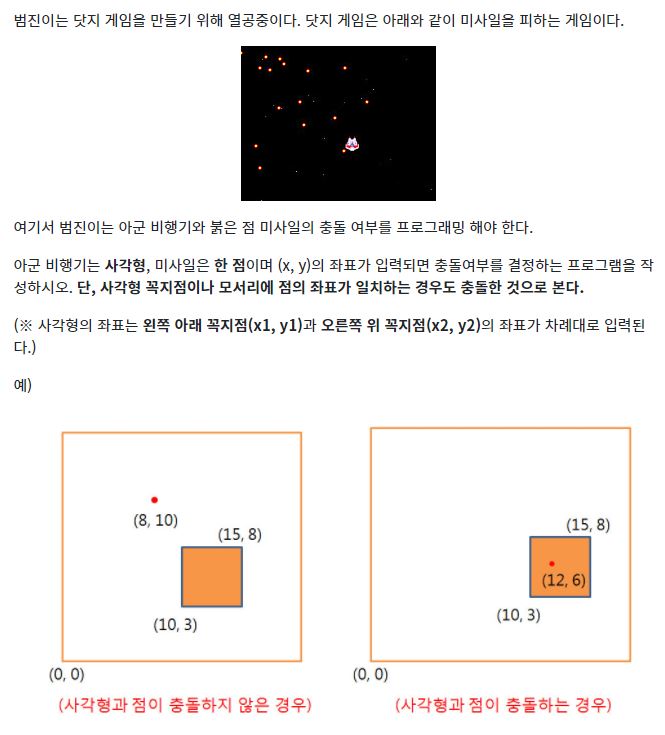 범진이는 닷지 게임을 만들기 위해 열공중이다. 닷지 게임은 아래와 같이 미사일을 피하는 게임이다.
여기서 범진이는 아군 비행기와 붉은 점 미사일의 충돌 여부를 프로그래밍 해야 한다.
아군 비행기는 사각형, 미사일은 한 점이며 (x, y)의 좌표가 입력되면 충돌여부를 결정하는 프로그램을 작
성하시오. 단, 사각형 꼭지점이나 모서리에 점의 좌표가 일치하는 경우도 충돌한 것으로 본다.
(※ 사각형의 좌표는 왼쪽 아래 꼭지점(x1, y1)과 오른쪽 위 꼭지점(x2, y2)의 좌표가 차례대로 입력된
다.)
예)
(8, 10)
(15, 8)
(10, 3)
(0, 0)
(사각형과 점이 충돌하지 않은 경우)
(15, 8)
(12, 6)
(10, 3)
(0, 0)
(사각형과 점이 충돌하는 경우)